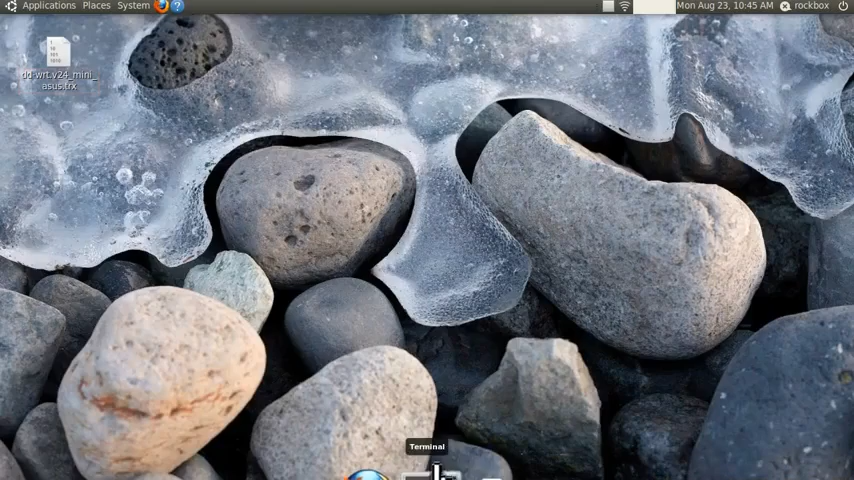 Applications Places System
Mon Aug 23, 10:45 AM rockbox
dd-wrt.v24_mini_
asus.trx
Terminal